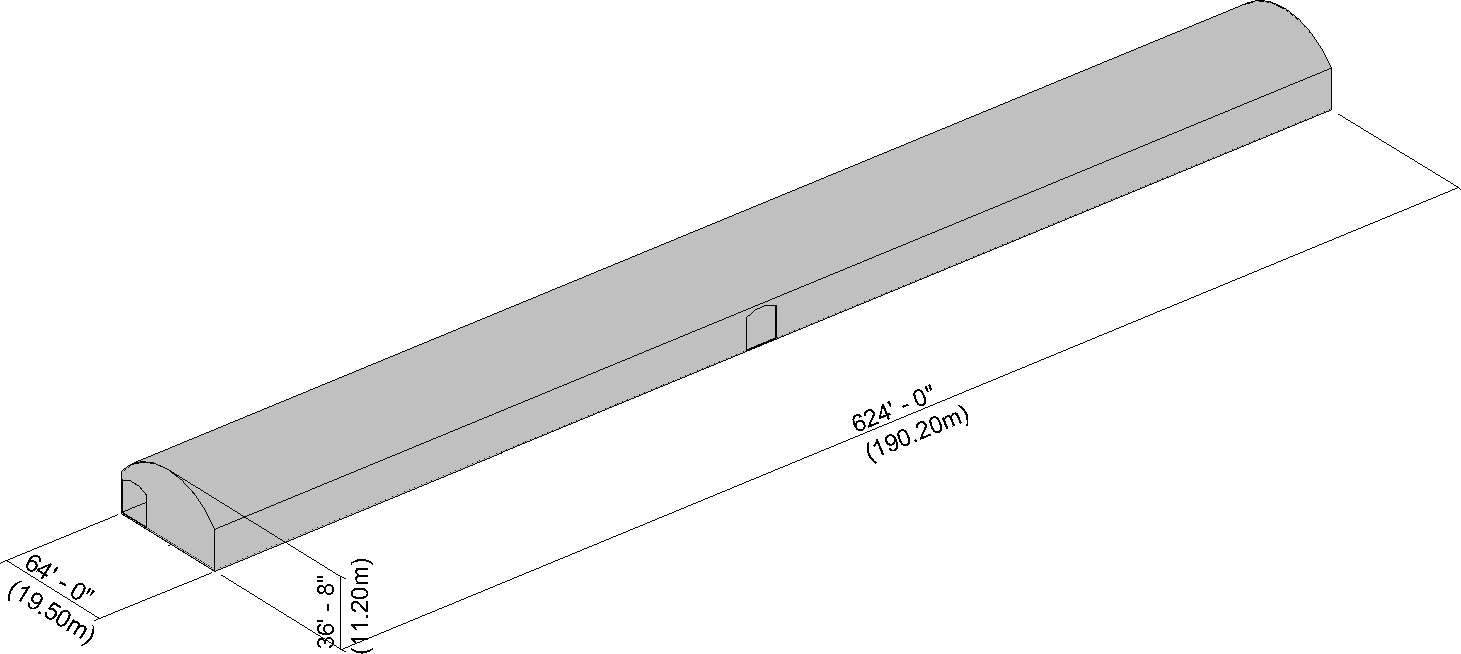 624' - 0"
(190.20m)
64' - 0"
(19.50m)
36' - 8"
(11.20m)